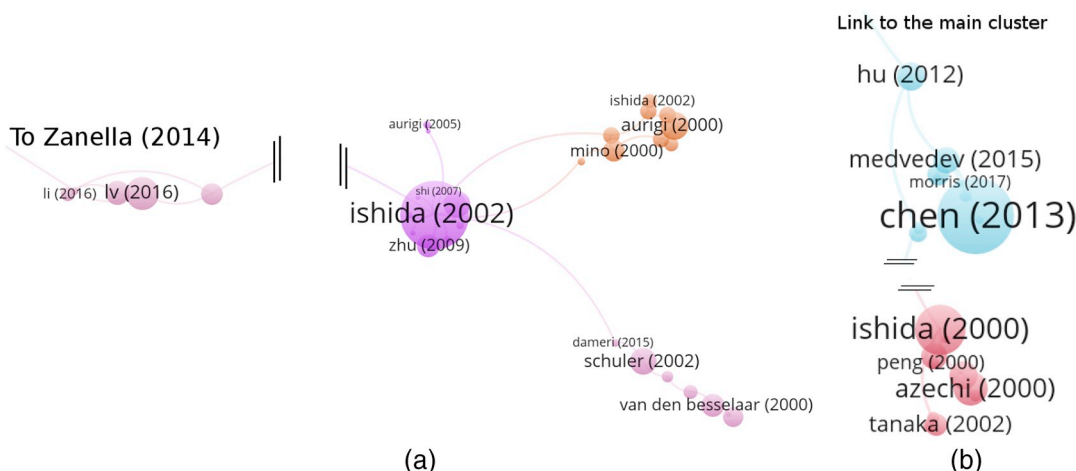 To Zanella (2014)
li (2016)
lv (2016)
aurigi (2005)
shi (2007)
ishida (2002)
zhu (2009)
ishida (2002)
aurigi (2000)
mino (2000)
dameri (2015)
schuler (2002)
van den besselaar (2000)
(a)
Link to the main cluster
hu (2012)
medvedev (2015)
morris (2017)
chen (2013)
ishida (2000)
peng (2000)
azechi (2000)
tanaka (2002)
(b)